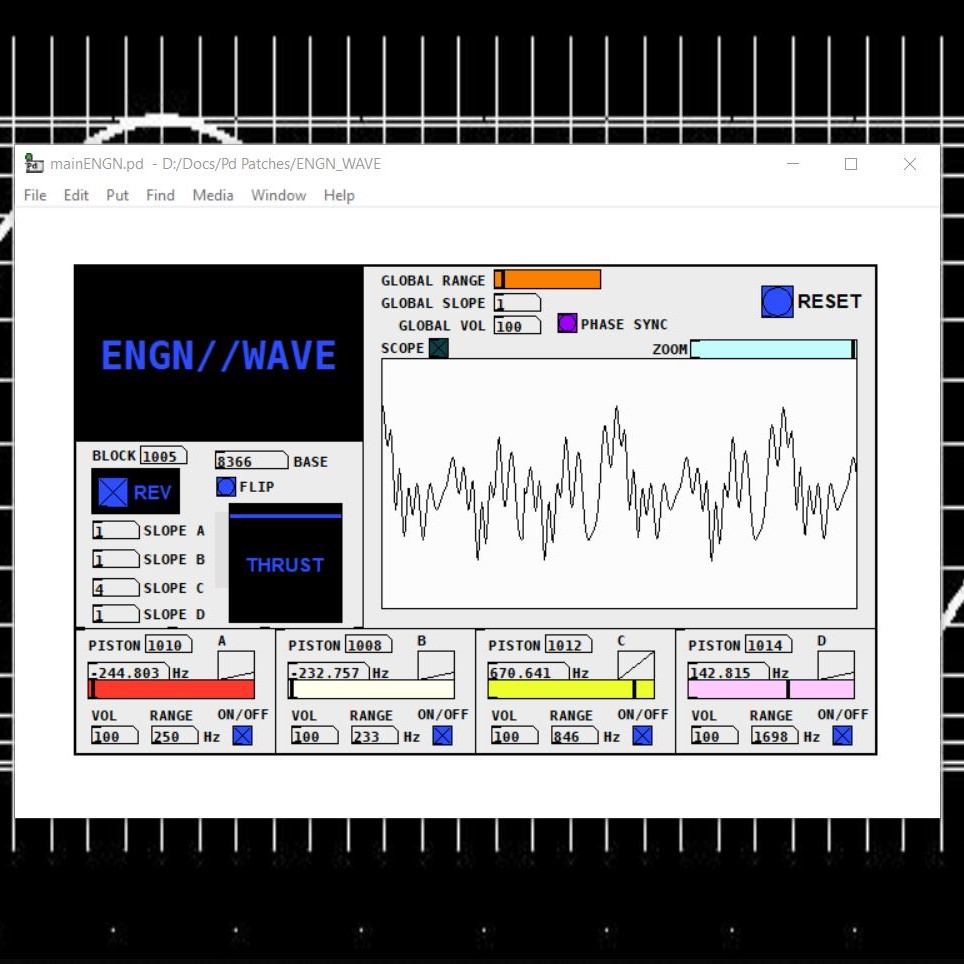 Pd mainENGN.pd - D:/Docs/Pd Patches/ENGN_WAVE
File Edit Put Find Media Window Help
ENGN//WAVE
GLOBAL RANGE
GLOBAL SLOPE 1
GLOBAL VOL 100 PHASE SYNC
RESET
SCOPE ZOOM
BLOCK 1005 8366 BASE
REV FLIP
1 SLOPE A
1 SLOPE B
4 SLOPE C
1 SLOPE D
THRUST
PISTON 1010 A
-244.803 Hz
VOL RANGE ON/OFF
100 250 Hz
PISTON 1008 B
-232.757 Hz
VOL RANGE ON/OFF
100 233 Hz
PISTON 1012 C
670.641 Hz
VOL RANGE ON/OFF
100 846 Hz
PISTON 1014 D
142.815 Hz
VOL RANGE ON/OFF
100 1698 Hz